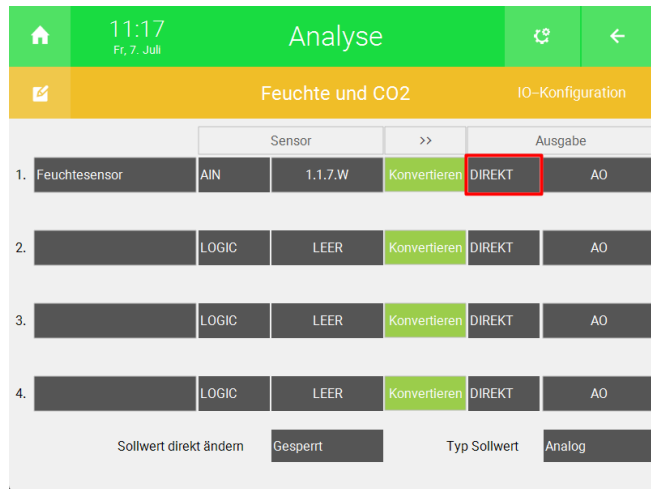 11:17
Fr, 7. Juli
Analyse
Feuchte und CO2
IO-Konfiguration
Sensor >> Ausgabe
1. Feuchtesensor AIN 1.1.7.W Konvertieren DIREKT AO
2. LOGIC LEER Konvertieren DIREKT AO
3. LOGIC LEER Konvertieren DIREKT AO
4. LOGIC LEER Konvertieren DIREKT AO
Sollwert direkt ändern Gesperrt Typ Sollwert Analog